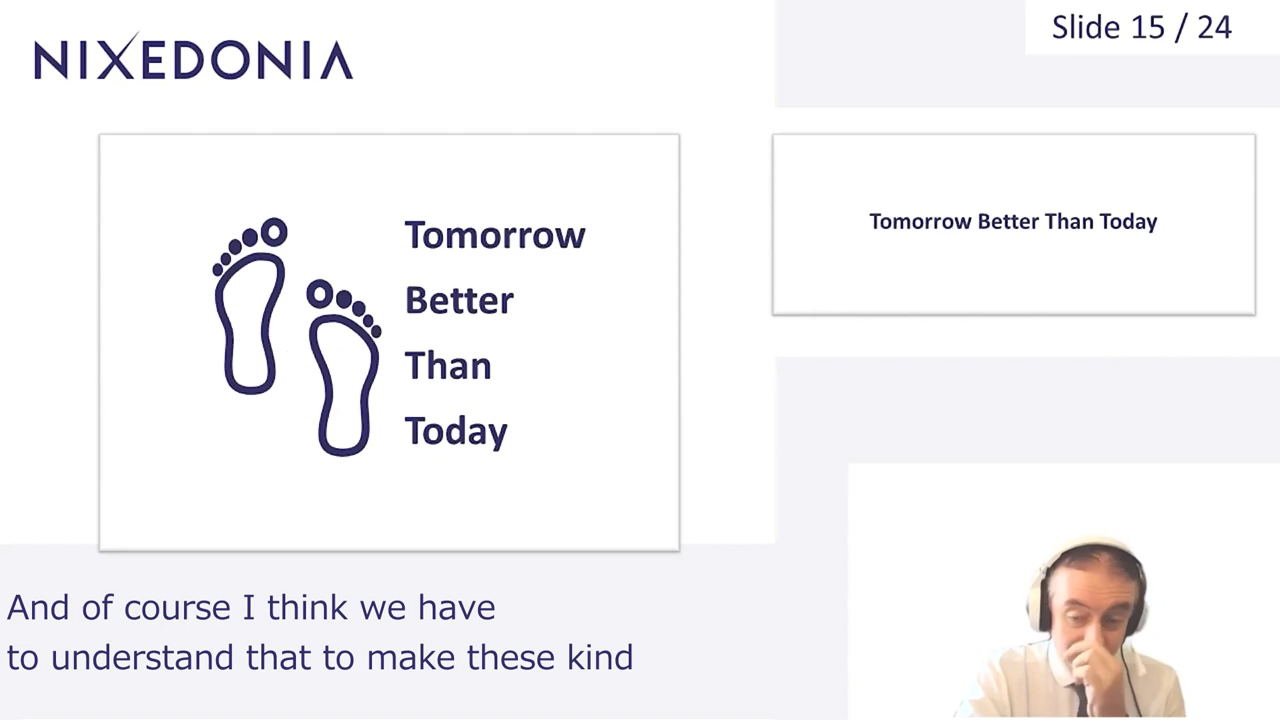 NIXEDONIA
Slide 15 / 24
Tomorrow
Better
Than
Today
Tomorrow Better Than Today
And of course I think we have
to understand that to make these kind